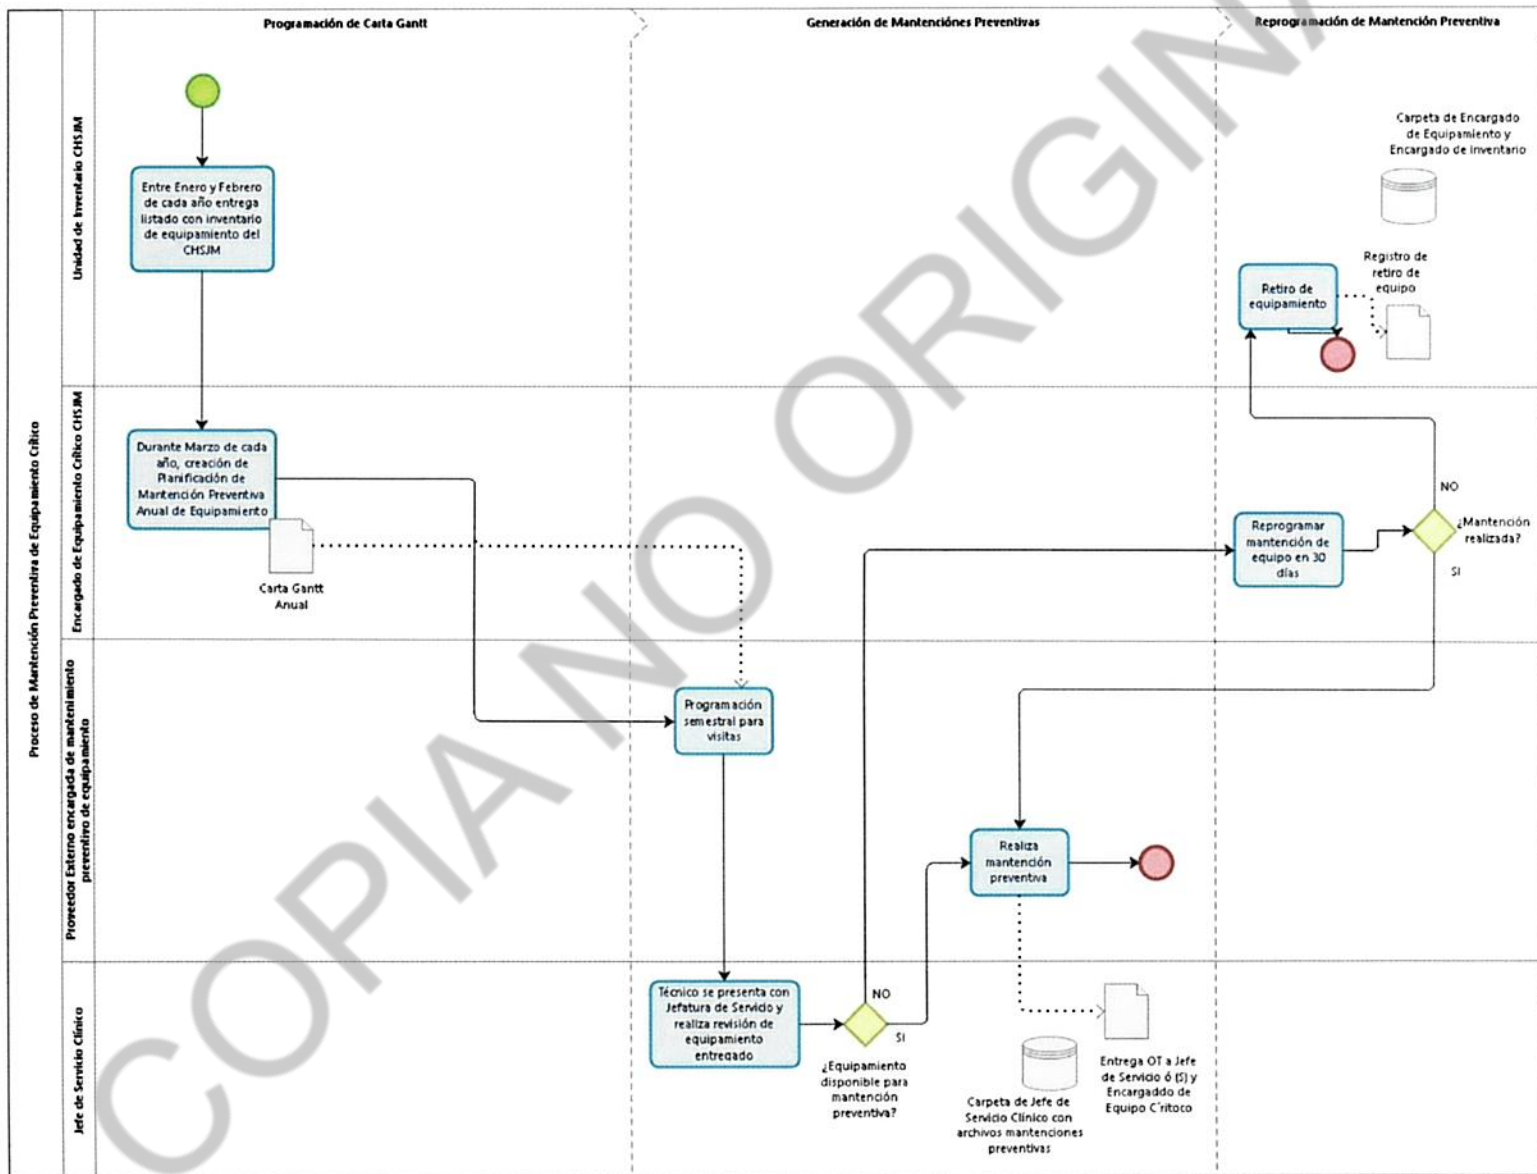 Programación de Carta Gantt
Generación de Mantenciónes Preventivas
Reprogramación de Mantención Preventiva
Proceso de Mantención Preventiva de Equipamiento Crítico
Unidad de Inventario CHSJM
Entre Enero y Febrero
de cada año entrega
listado con inventario
de equipamiento del
CHSJM
Carpeta de Encargado
de Equipamiento y
Encargado de Inventario
Registro de
retiro de
equipo
Retiro de
equipamiento
Encargado de Equipamiento Crítico CHSJM
Durante Marzo de cada
año, creación de
Planificación de
Mantención Preventiva
Anual de Equipamiento
Carta Gantt
Anual
Reprogramar
mantención de
equipo en 30
días
NO
¿Mantención
realizada?
SI
Proveedor Externo encargada de mantenimiento
preventivo de equipamiento
Programación
semestral para
visitas
Realiza
mantención
preventiva
Jefe de Servicio Clínico
Técnico se presenta con
Jefatura de Servicio y
realiza revisión de
equipamiento
entregado
NO
SI
¿Equipamiento
disponible para
mantención
preventiva?
Carpeta de Jefe de
Servicio Clínico con
archivos mantenciones
preventivas
Entrega OT a Jefe
de Servicio ó (S) y
Encargaddo de
Equipo C´ritoco
COPIA NO ORIGINA